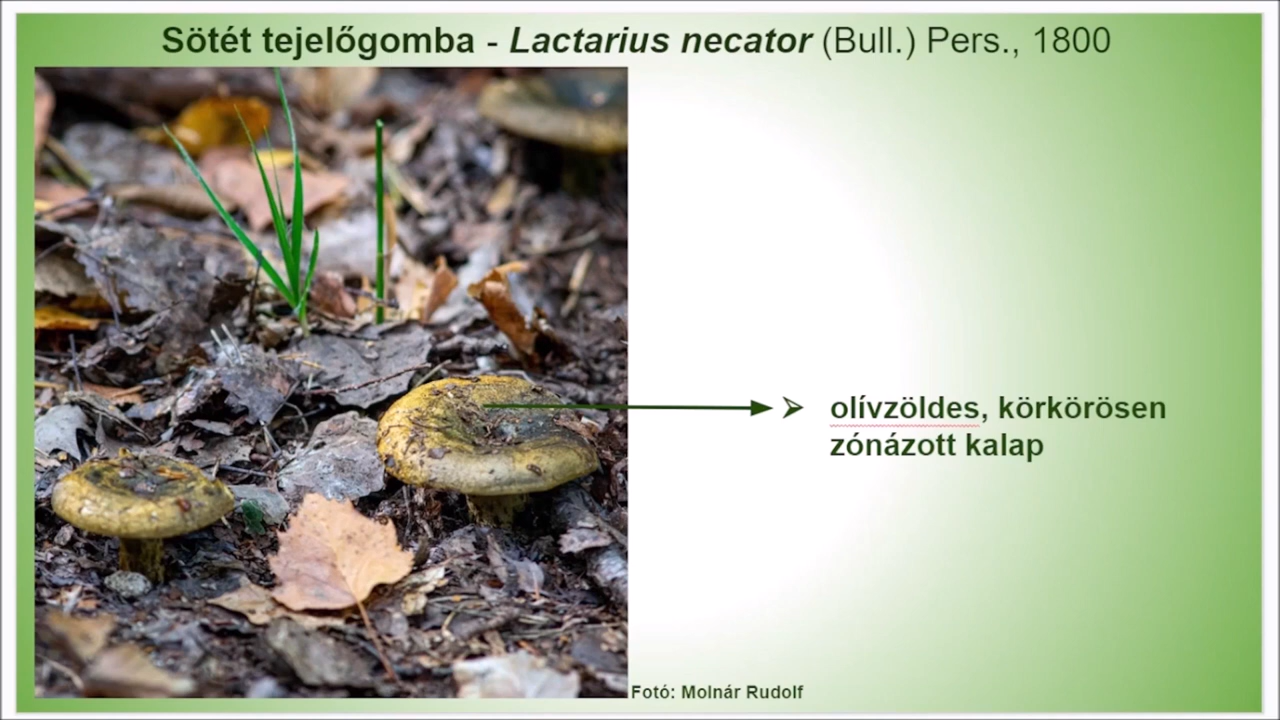 Sötét tejelőgomba - Lactarius necator (Bull.) Pers., 1800
olívzöldes, körkörösen
zónázott kalap
Fotó: Molnár Rudolf